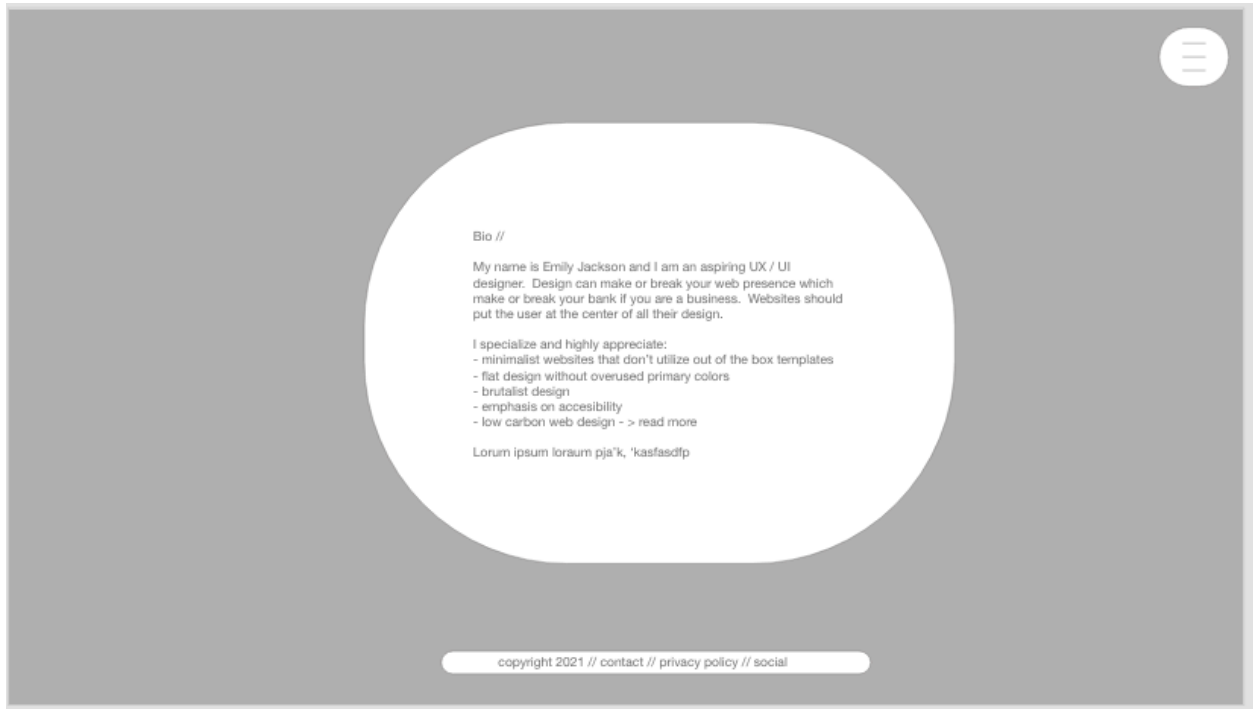 Bio //
My name is Emily Jackson and I am an aspiring UX / UI
designer.  Design can make or break your web presence which
make or break your bank if you are a business.  Websites should
put the user at the center of all their design.
I specialize and highly appreciate:
- minimalist websites that don't utilize out of the box templates
- flat design without overused primary colors
- brutalist design
- emphasis on accesibility
- low carbon web design - > read more
Lorum ipsum loraum pja'k, 'kasfasdfp
copyright 2021 // contact // privacy policy // social